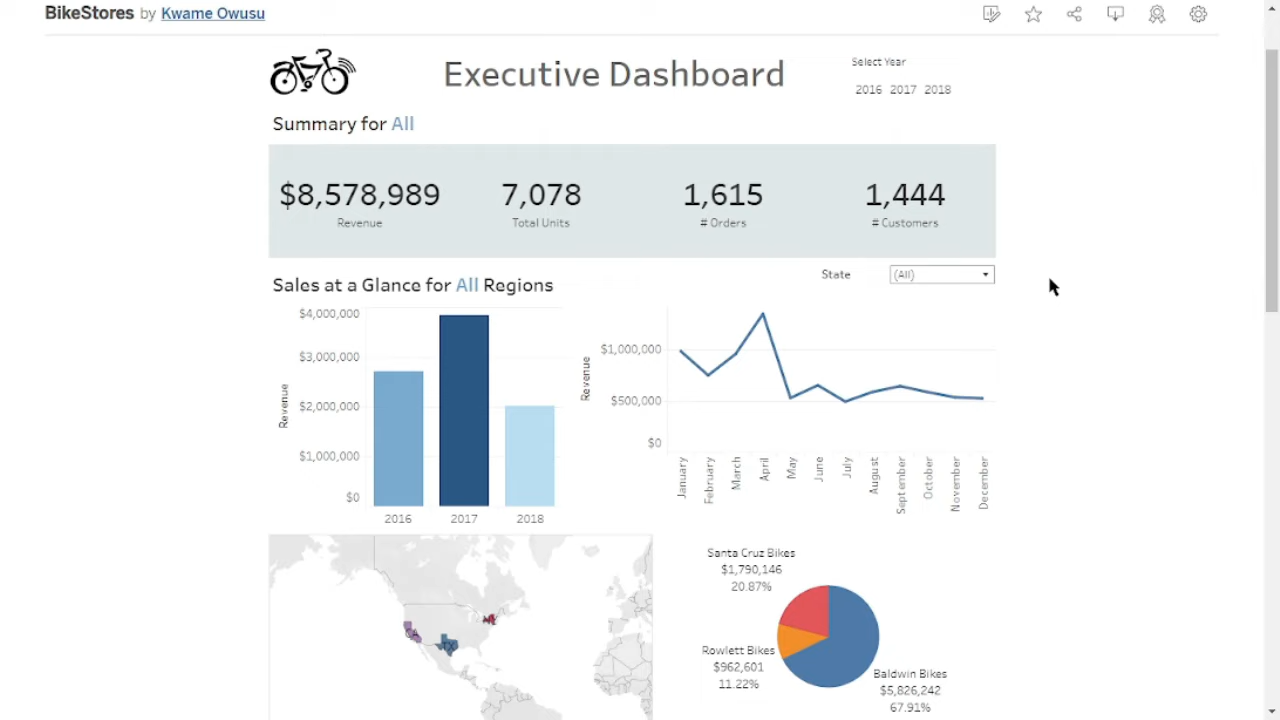 BikeStores by Kwame Owusu
Executive Dashboard
Select Year
2016 2017 2018
Summary for All
$8,578,989
Revenue
7,078
Total Units
1,615
# Orders
1,444
# Customers
Sales at a Glance for All Regions
State
(All)
Revenue
$4,000,000
$3,000,000
$2,000,000
$1,000,000
$0
2016
2017
2018
Revenue
$1,000,000
$500,000
$0
January
February
March
April
May
June
July
August
September
October
November
December
Santa Cruz Bikes
$1,790,146
20.87%
Rowlett Bikes
$962,601
11.22%
Baldwin Bikes
$5,826,242
67.91%